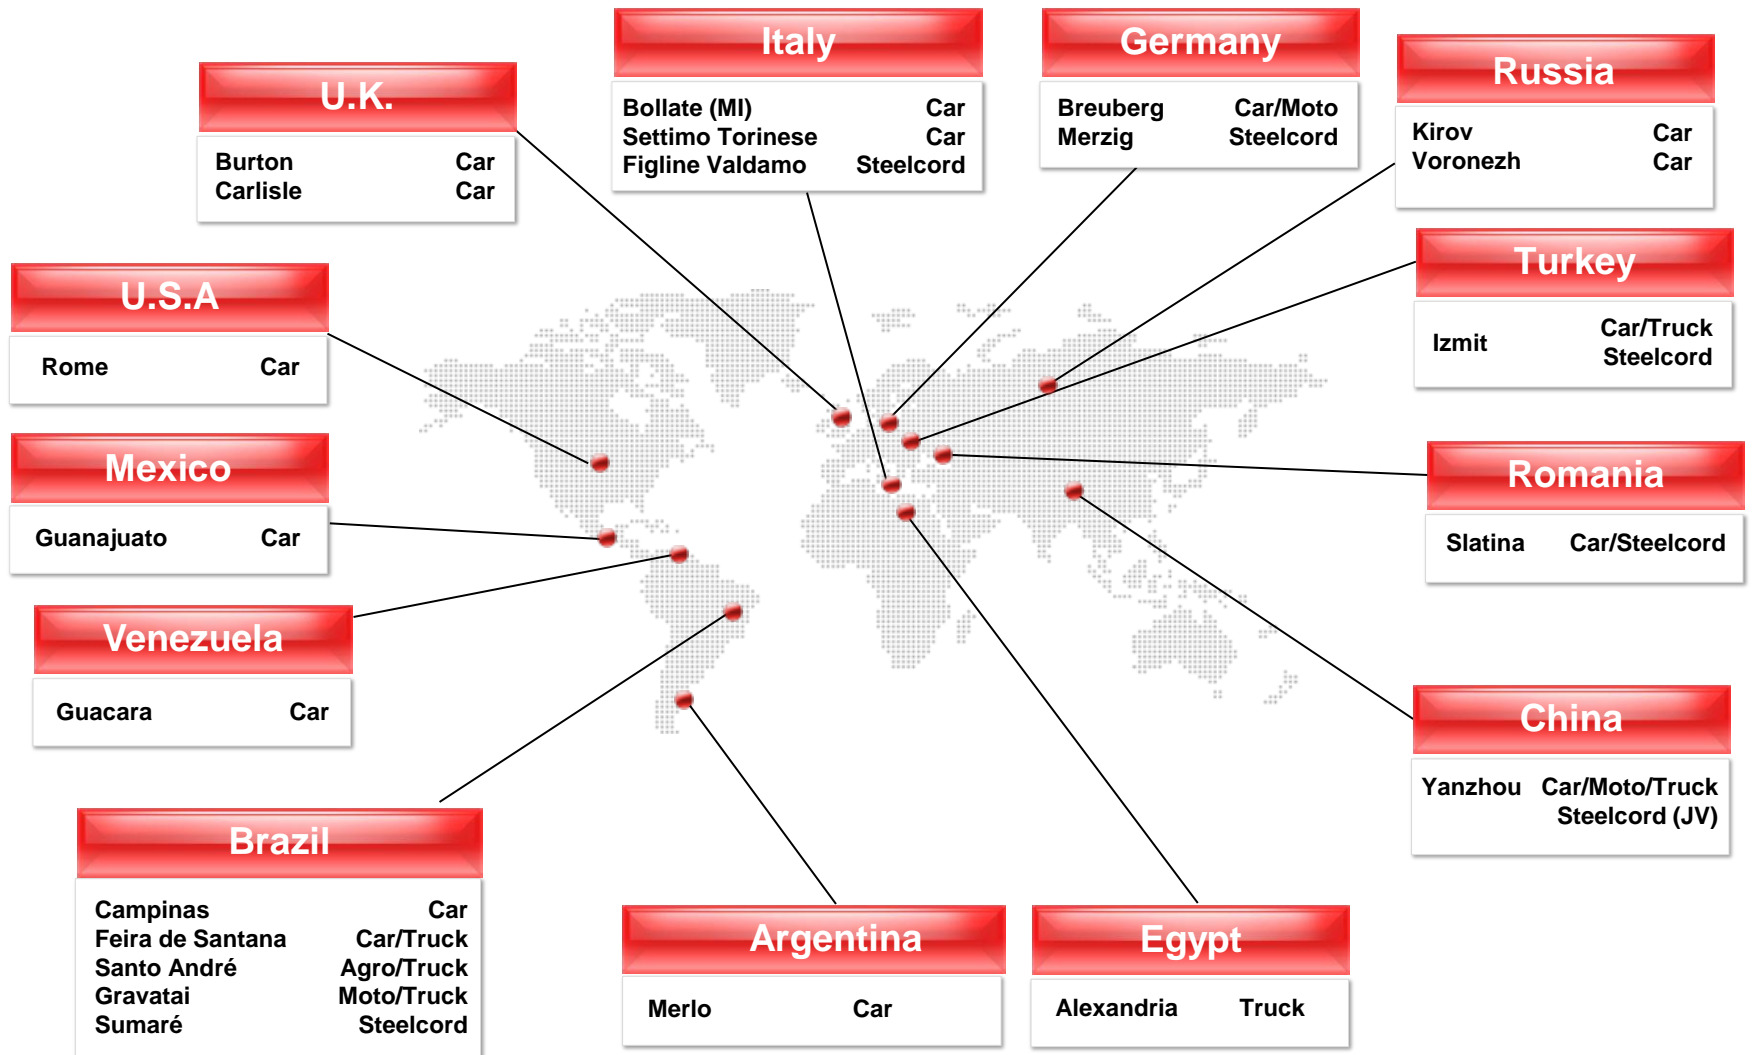 Italy
Bollate (MI) Car
Settimo Torinese Car
Figline Valdamo Steelcord
Germany
Breuberg Car/Moto
Merzig Steelcord
Russia
Kirov Car
Voronezh Car
U.K.
Burton Car
Carlisle Car
Turkey
Car/Truck
Izmit
Steelcord
U.S.A
Rome Car
Mexico
Guanajuato Car
Romania
Slatina Car/Steelcord
Venezuela
Guacara Car
China
Yanzhou Car/Moto/Truck
Steelcord (JV)
Brazil
Campinas Car
Feira de Santana Car/Truck
Santo André Agro/Truck
Gravatai Moto/Truck
Sumaré Steelcord
Argentina
Merlo Car
Egypt
Alexandria Truck